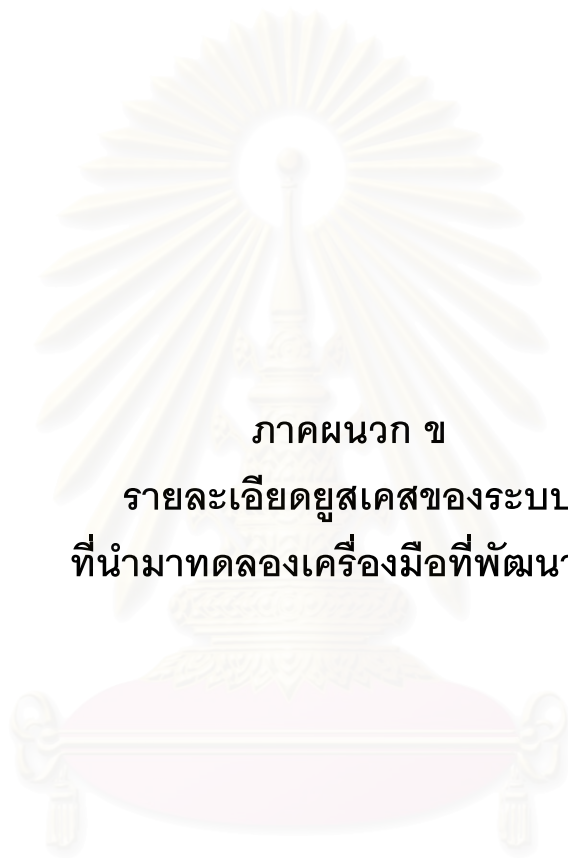 ภาคผนวก ข
รายละเอียดยูสเคสของระบบ
ที่นำมาทดลองเครื่องมือที่พัฒนา